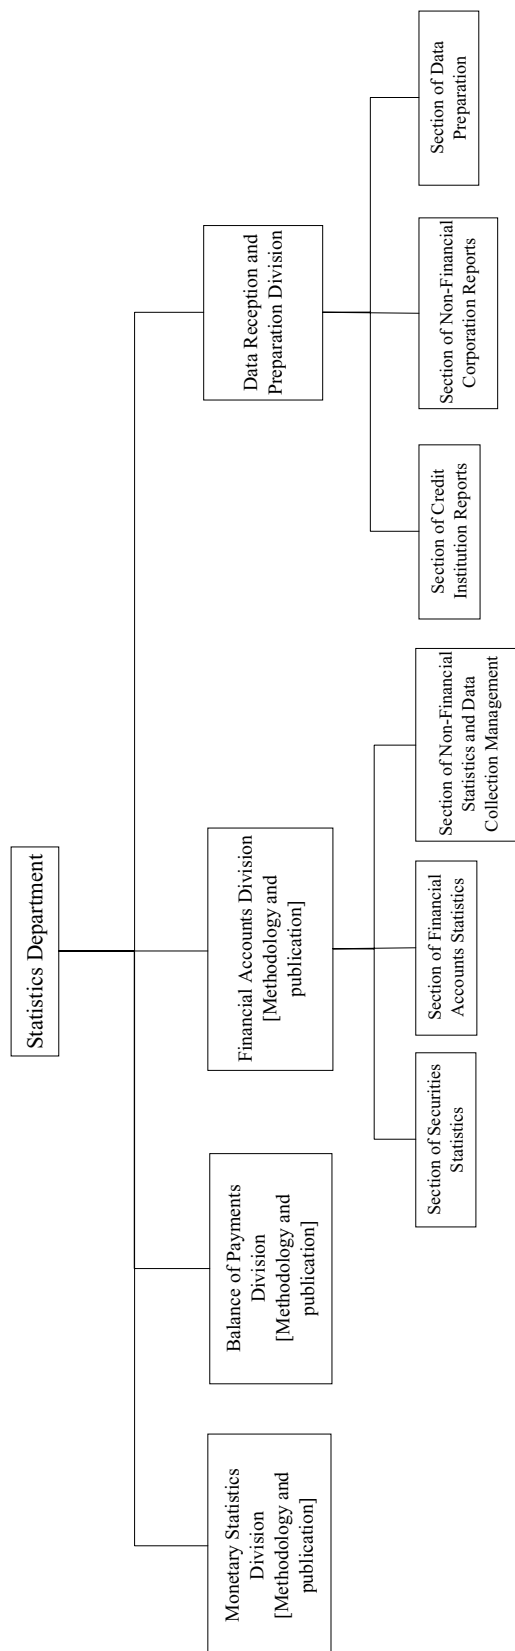 Statistics Department
Monetary Statistics
Division
[Methodology and
publication]
Balance of Payments
Division
[Methodology and
publication]
Financial Accounts Division
[Methodology and
publication]
Data Reception and
Preparation Division
Section of Securities
Statistics
Section of Financial
Accounts Statistics
Section of Non-Financial
Statistics and Data
Collection Management
Section of Credit
Institution Reports
Section of Non-Financial
Corporation Reports
Section of Data
Preparation